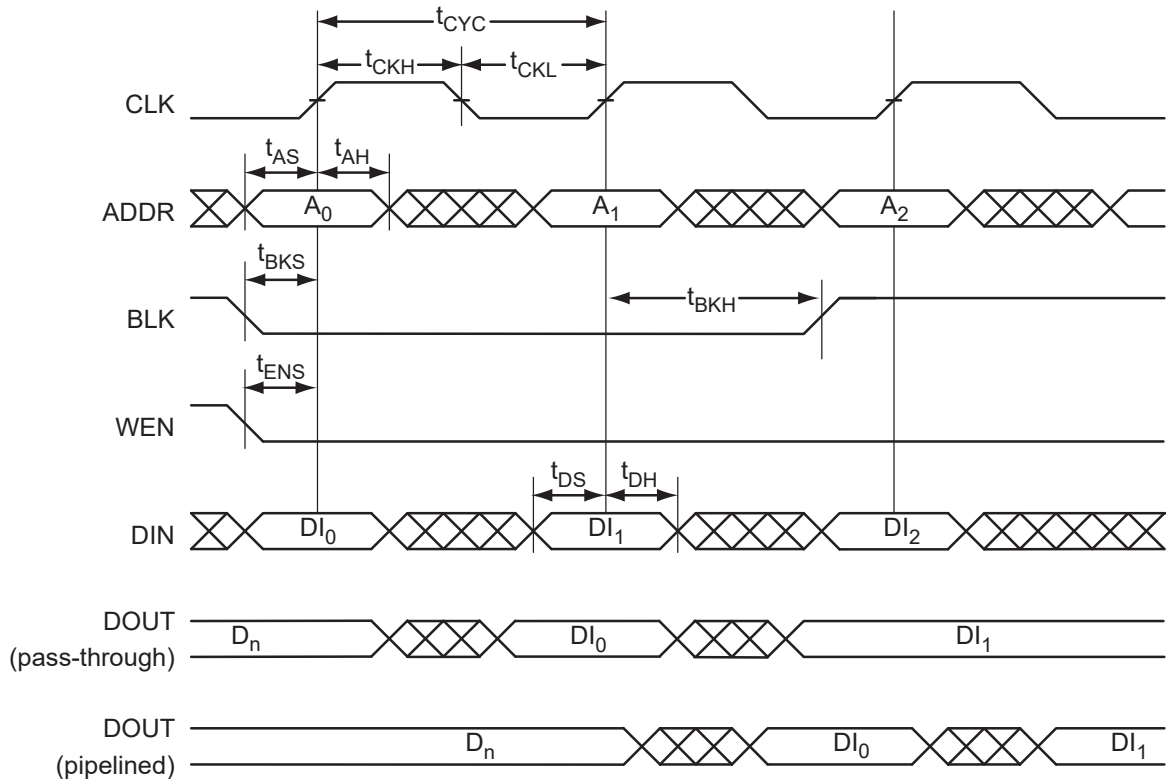 tCYC
tCKH tCKL
CLK
tAS tAH
ADDR A0 A1 A2
tBKS
BLK tBKH
tENS
WEN
tDS tDH
DIN DI0 DI1 DI2
DOUT
(pass-through) Dn DI0 DI1
DOUT
(pipelined) Dn DI0 DI1